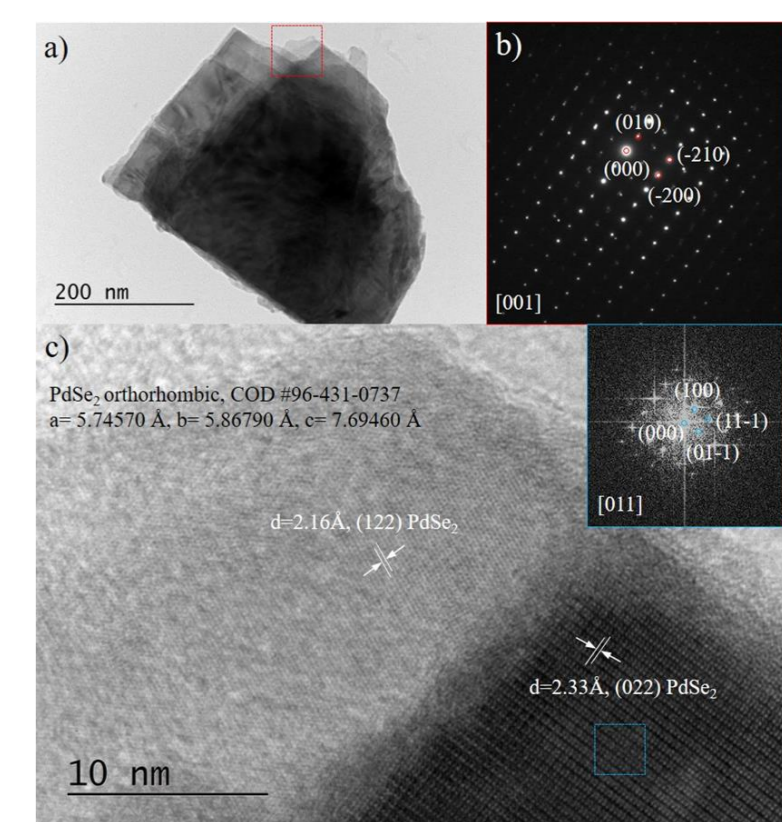 a)
200 nm
b)
(010)
(000)
(-210)
(-200)
[001]
c)
PdSe₂ orthorhombic, COD #96-431-0737
a= 5.74570 Å, b= 5.86790 Å, c= 7.69460 Å
(100)
(000)
(11-1)
(01-1)
[011]
d=2.16Å, (122) PdSe₂
d=2.33Å, (022) PdSe₂
10 nm